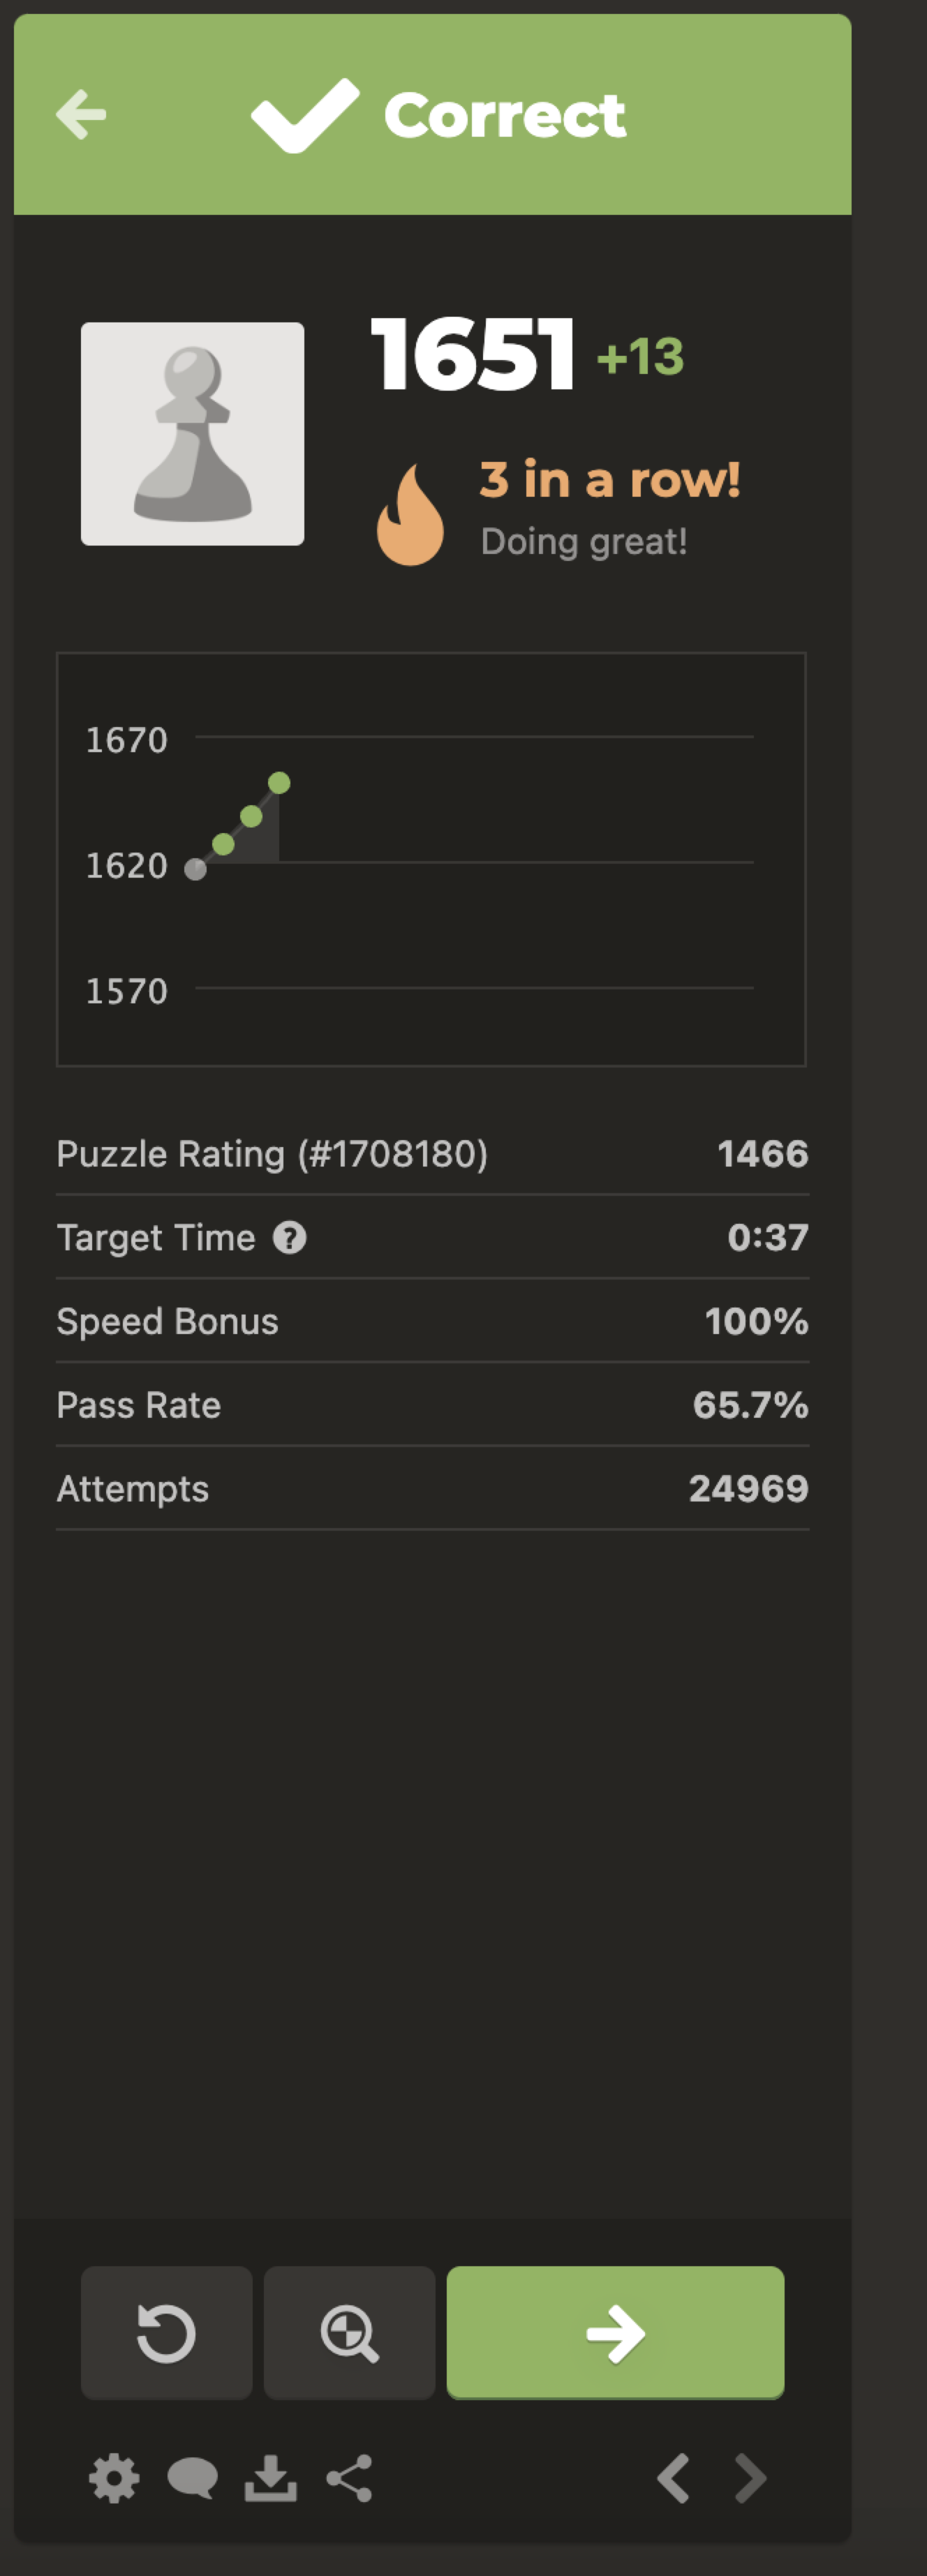 Correct
1651 +13
3 in a row!
Doing great!
1670
1620
1570
Puzzle Rating (#1708180) 1466
Target Time ? 0:37
Speed Bonus 100%
Pass Rate 65.7%
Attempts 24969